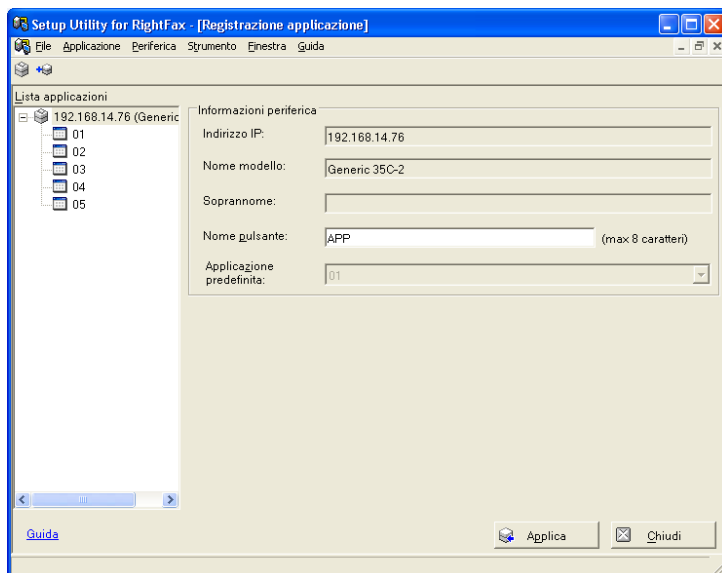 Setup Utility for RightFax - [Registrazione applicazione]
File Applicazione Periferica Strumento Finestra Guida
Lista applicazioni
192.168.14.76 (Generic
01
02
03
04
05
Informazioni periferica
Indirizzo IP: 192.168.14.76
Nome modello: Generic 35C-2
Soprannome:
Nome pulsante: APP (max 8 caratteri)
Applicazione
predefinita: 01
Guida
Applica Chiudi